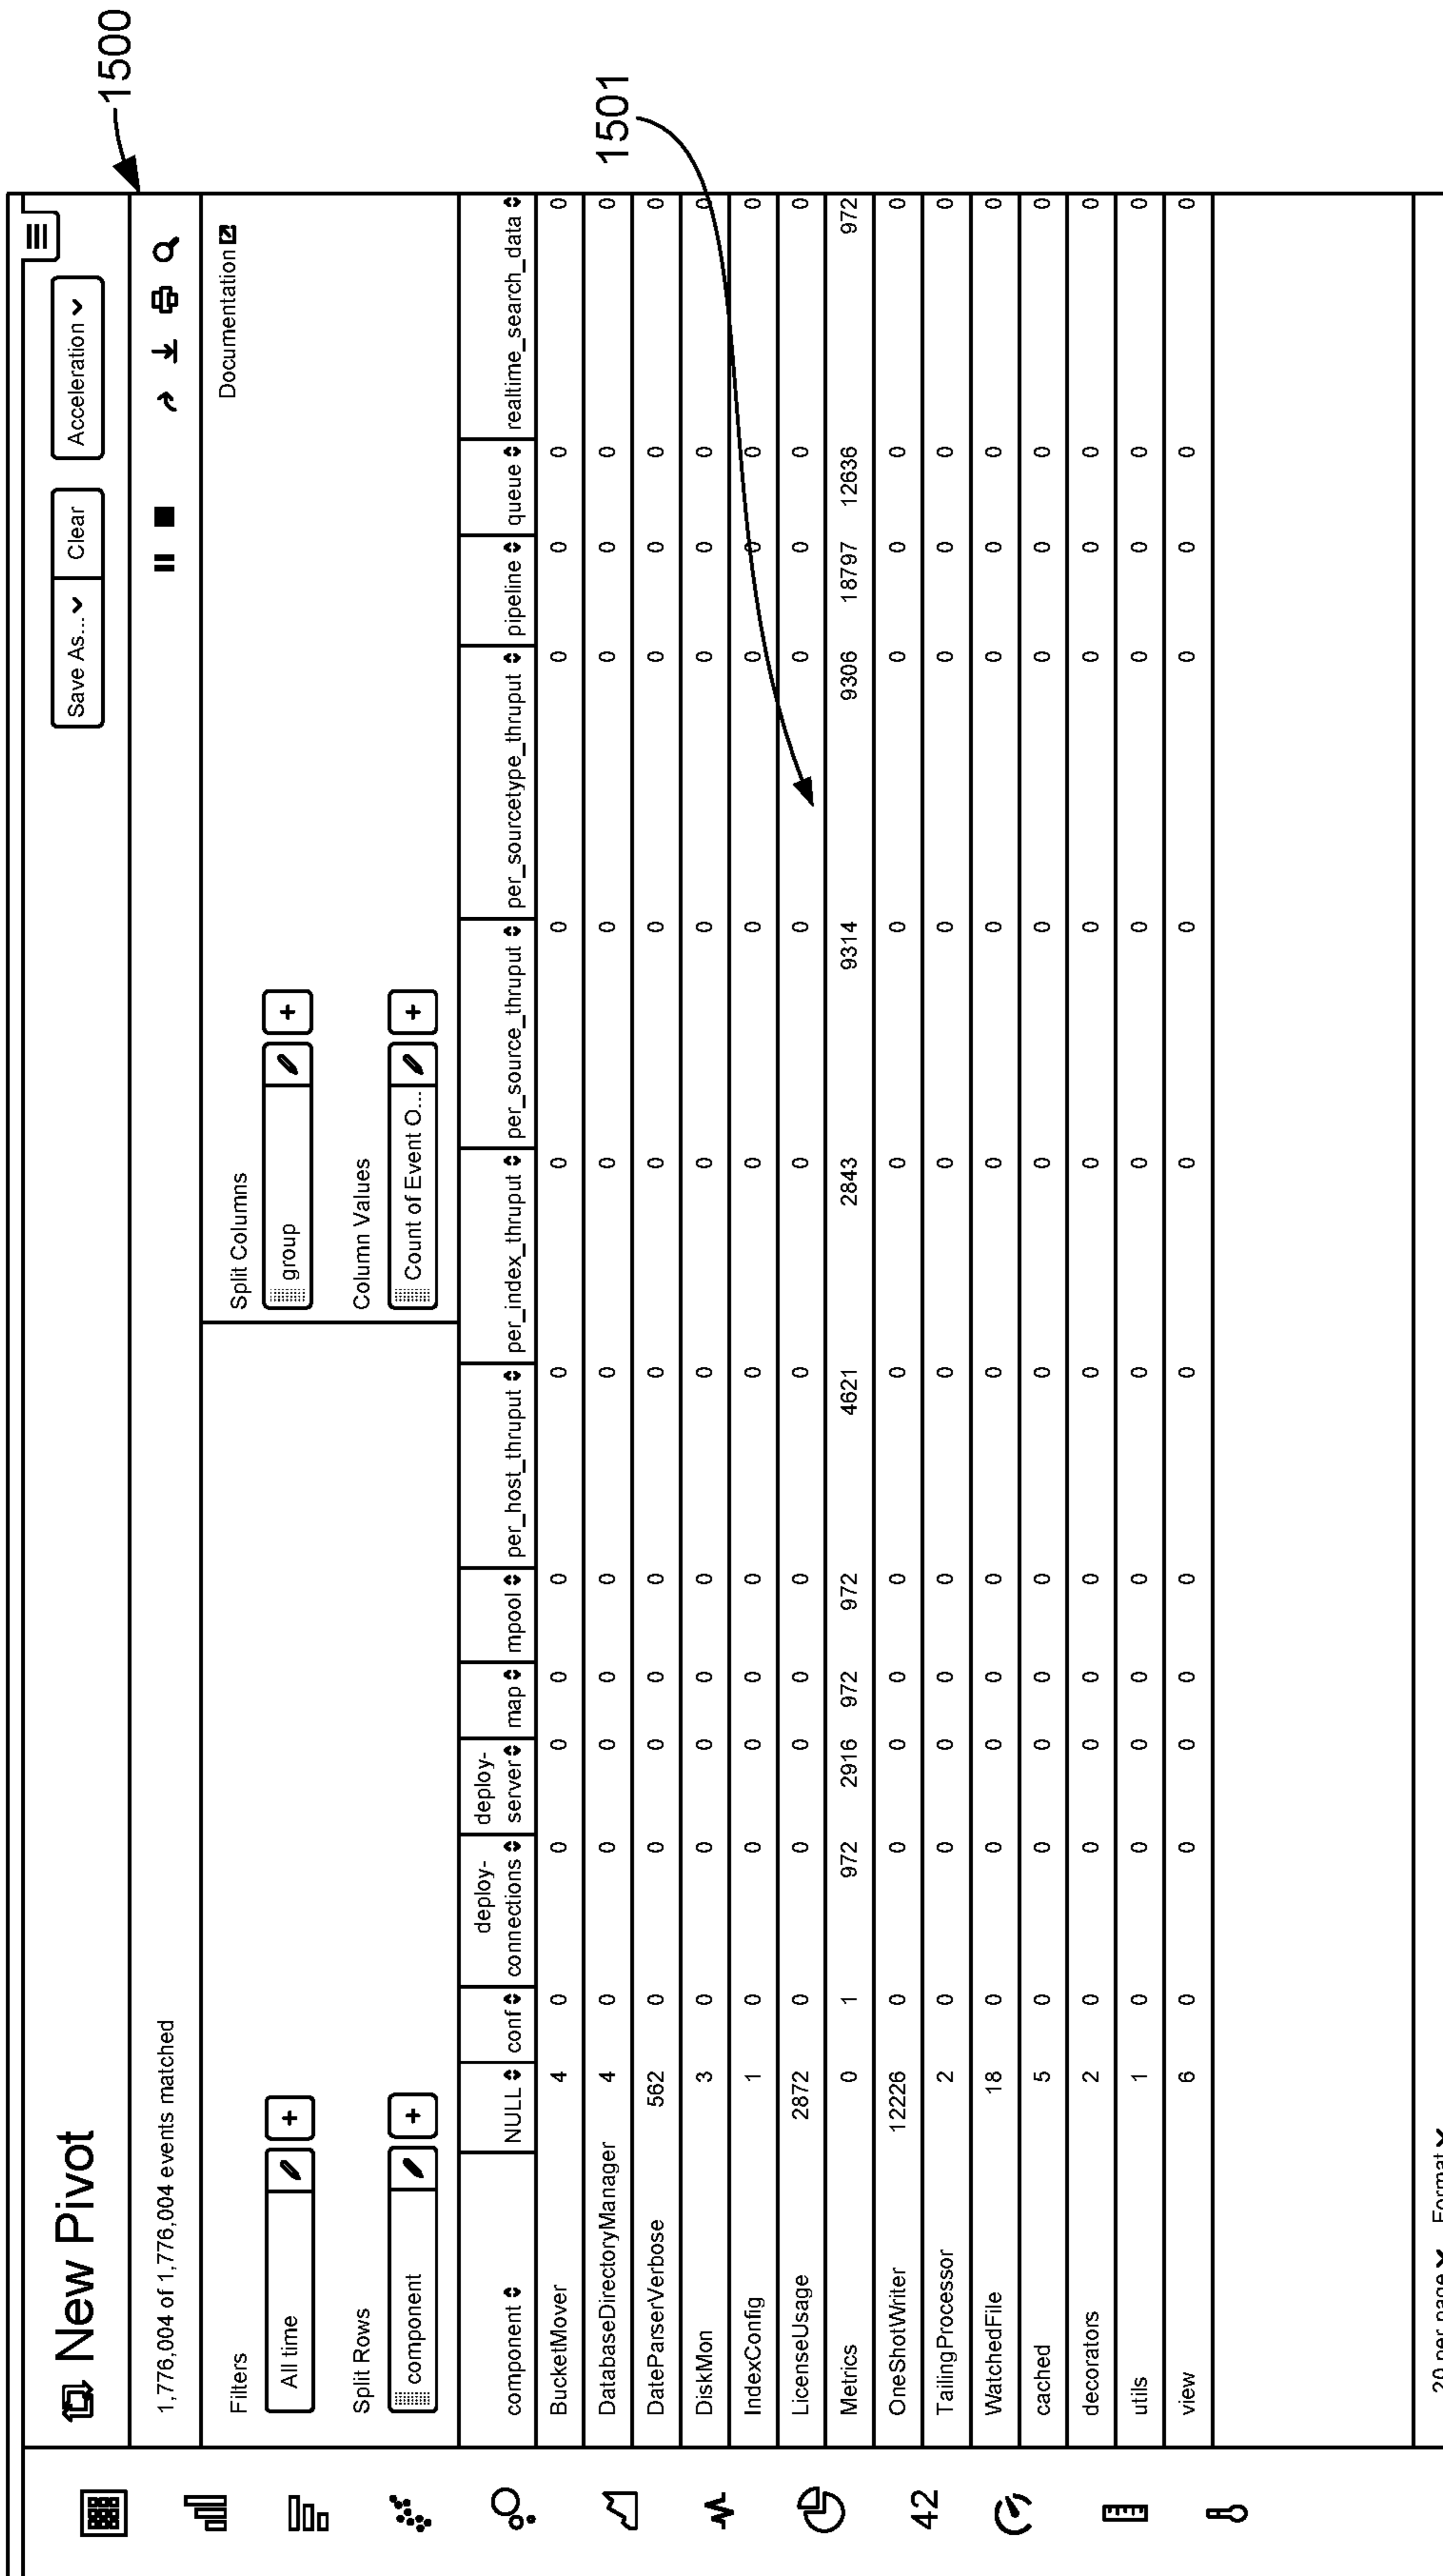 New Pivot
Save As... Clear Acceleration
1500
1,776,004 of 1,776,004 events matched
Filters
Split Columns
Documentation
All time +
group +
Split Rows
Column Values
component +
Count of Event O... +
1501
component NULL conf deploy-connections deploy-server map mpool per_host_thruput per_index_thruput per_source_thruput per_sourcetype_thruput pipeline queue realtime_search_data
BucketMover 4 0 0 0 0 0 0 0 0 0 0 0 0
DatabaseDirectoryManager 4 0 0 0 0 0 0 0 0 0 0 0 0
DateParserVerbose 562 0 0 0 0 0 0 0 0 0 0 0 0
DiskMon 3 0 0 0 0 0 0 0 0 0 0 0 0
IndexConfig 1 0 0 0 0 0 0 0 0 0 0 0 0
LicenseUsage 2872 0 0 0 0 0 0 0 0 0 0 0 0
Metrics 0 1 972 2916 972 972 4621 2843 9314 9306 18797 12636 972
OneShotWriter 12226 0 0 0 0 0 0 0 0 0 0 0 0
TailingProcessor 2 0 0 0 0 0 0 0 0 0 0 0 0
WatchedFile 18 0 0 0 0 0 0 0 0 0 0 0 0
cached 5 0 0 0 0 0 0 0 0 0 0 0 0
decorators 2 0 0 0 0 0 0 0 0 0 0 0 0
utils 1 0 0 0 0 0 0 0 0 0 0 0 0
view 6 0 0 0 0 0 0 0 0 0 0 0 0
42
20 per page Format